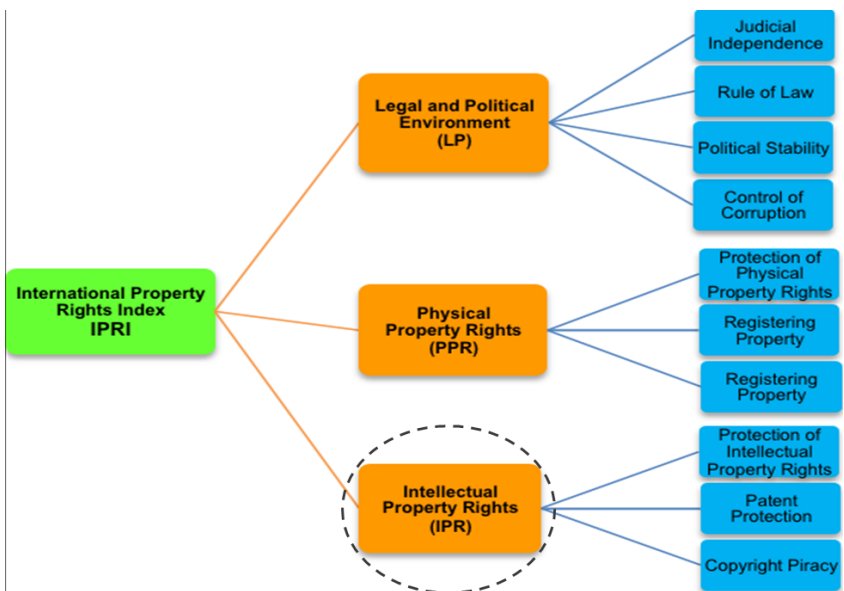 International Property
Rights Index
IPRI
Legal and Political
Environment
(LP)
Judicial
Independence
Rule of Law
Political Stability
Control of
Corruption
Physical
Property Rights
(PPR)
Protection of
Physical
Property Rights
Registering
Property
Registering
Property
Intellectual
Property Rights
(IPR)
Protection of
Intellectual
Property Rights
Patent
Protection
Copyright Piracy